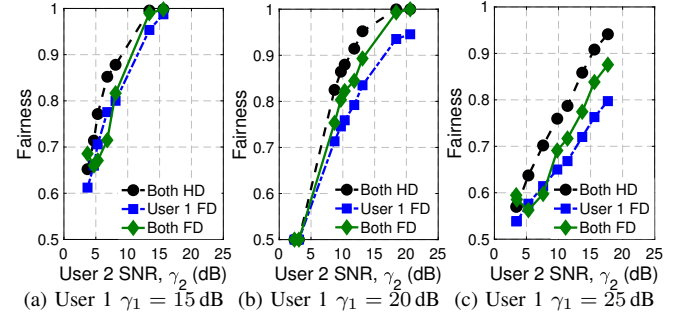 1
0.9
0.8
0.7
0.6
0.5
Fairness
0 5 10 15 20 25
User 2 SNR, γ2 (dB)
Both HD
User 1 FD
Both FD
(a) User 1 γ1 = 15 dB
1
0.9
0.8
0.7
0.6
0.5
Fairness
0 5 10 15 20 25
User 2 SNR, γ2 (dB)
Both HD
User 1 FD
Both FD
(b) User 1 γ1 = 20 dB
1
0.9
0.8
0.7
0.6
0.5
Fairness
0 5 10 15 20 25
User 2 SNR, γ2 (dB)
Both HD
User 1 FD
Both FD
(c) User 1 γ1 = 25 dB